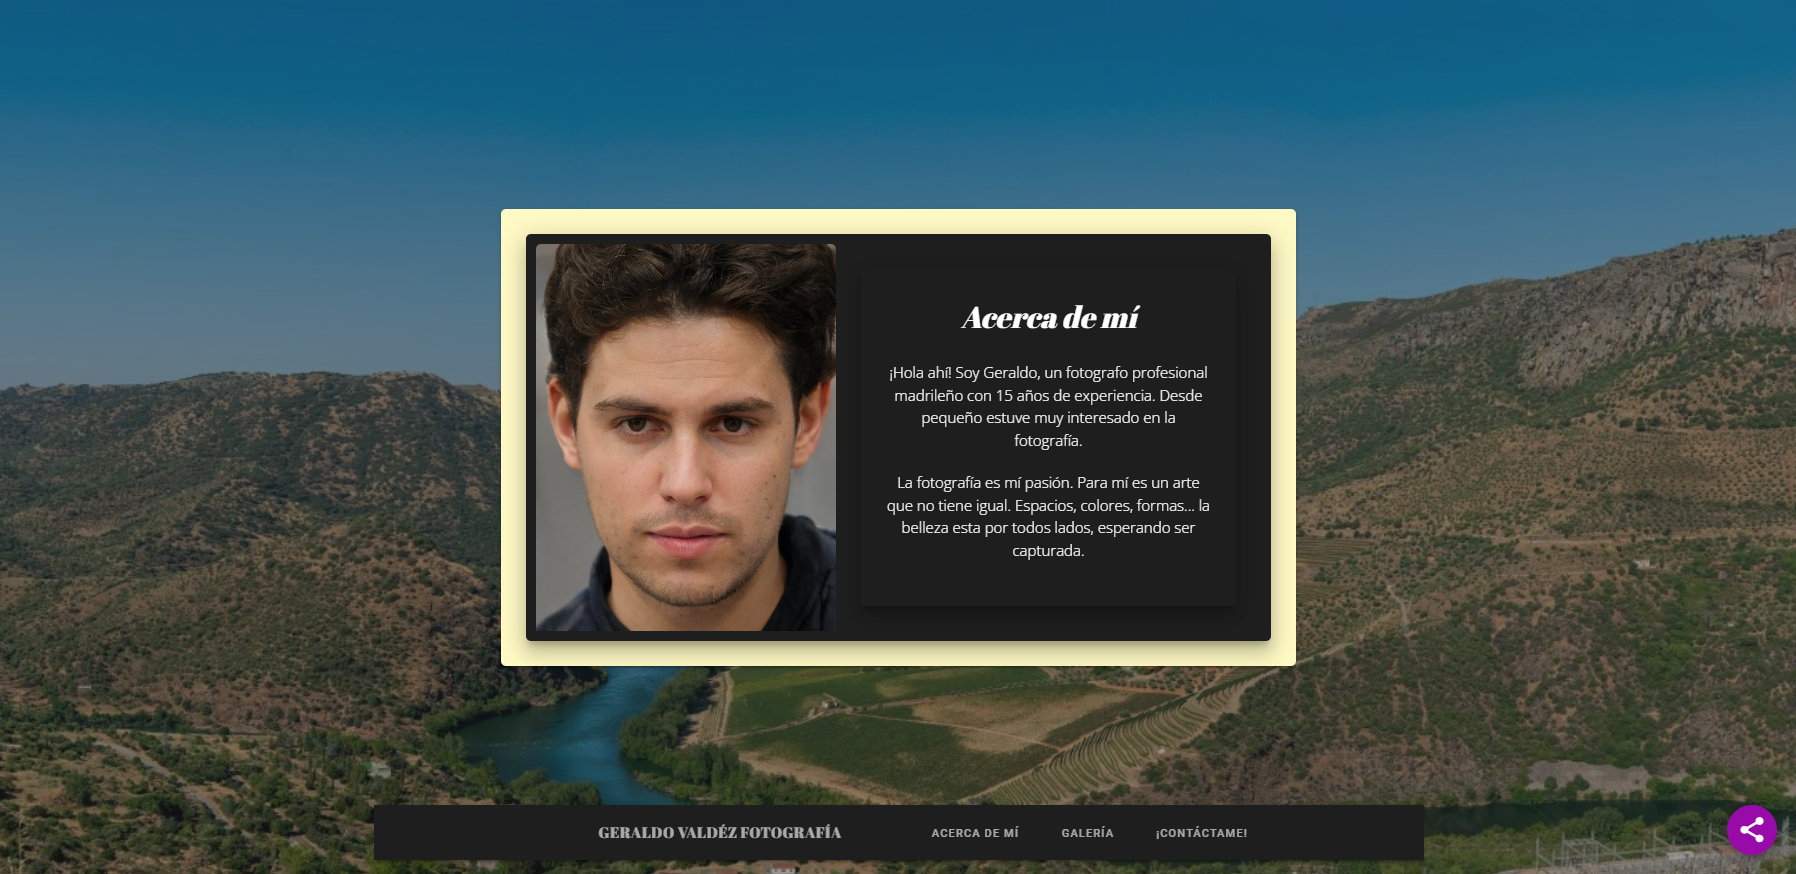 Acerca de mí
¡Hola ahí! Soy Geraldo, un fotografo profesional
madrileño con 15 años de experiencia. Desde
pequeño estuve muy interesado en la
fotografía.
La fotografía es mí pasión. Para mí es un arte
que no tiene igual. Espacios, colores, formas... la
belleza esta por todos lados, esperando ser
capturada.
GERALDO VALDÉZ FOTOGRAFÍA
ACERCA DE MÍ
GALERÍA
¡CONTÁCTAME!